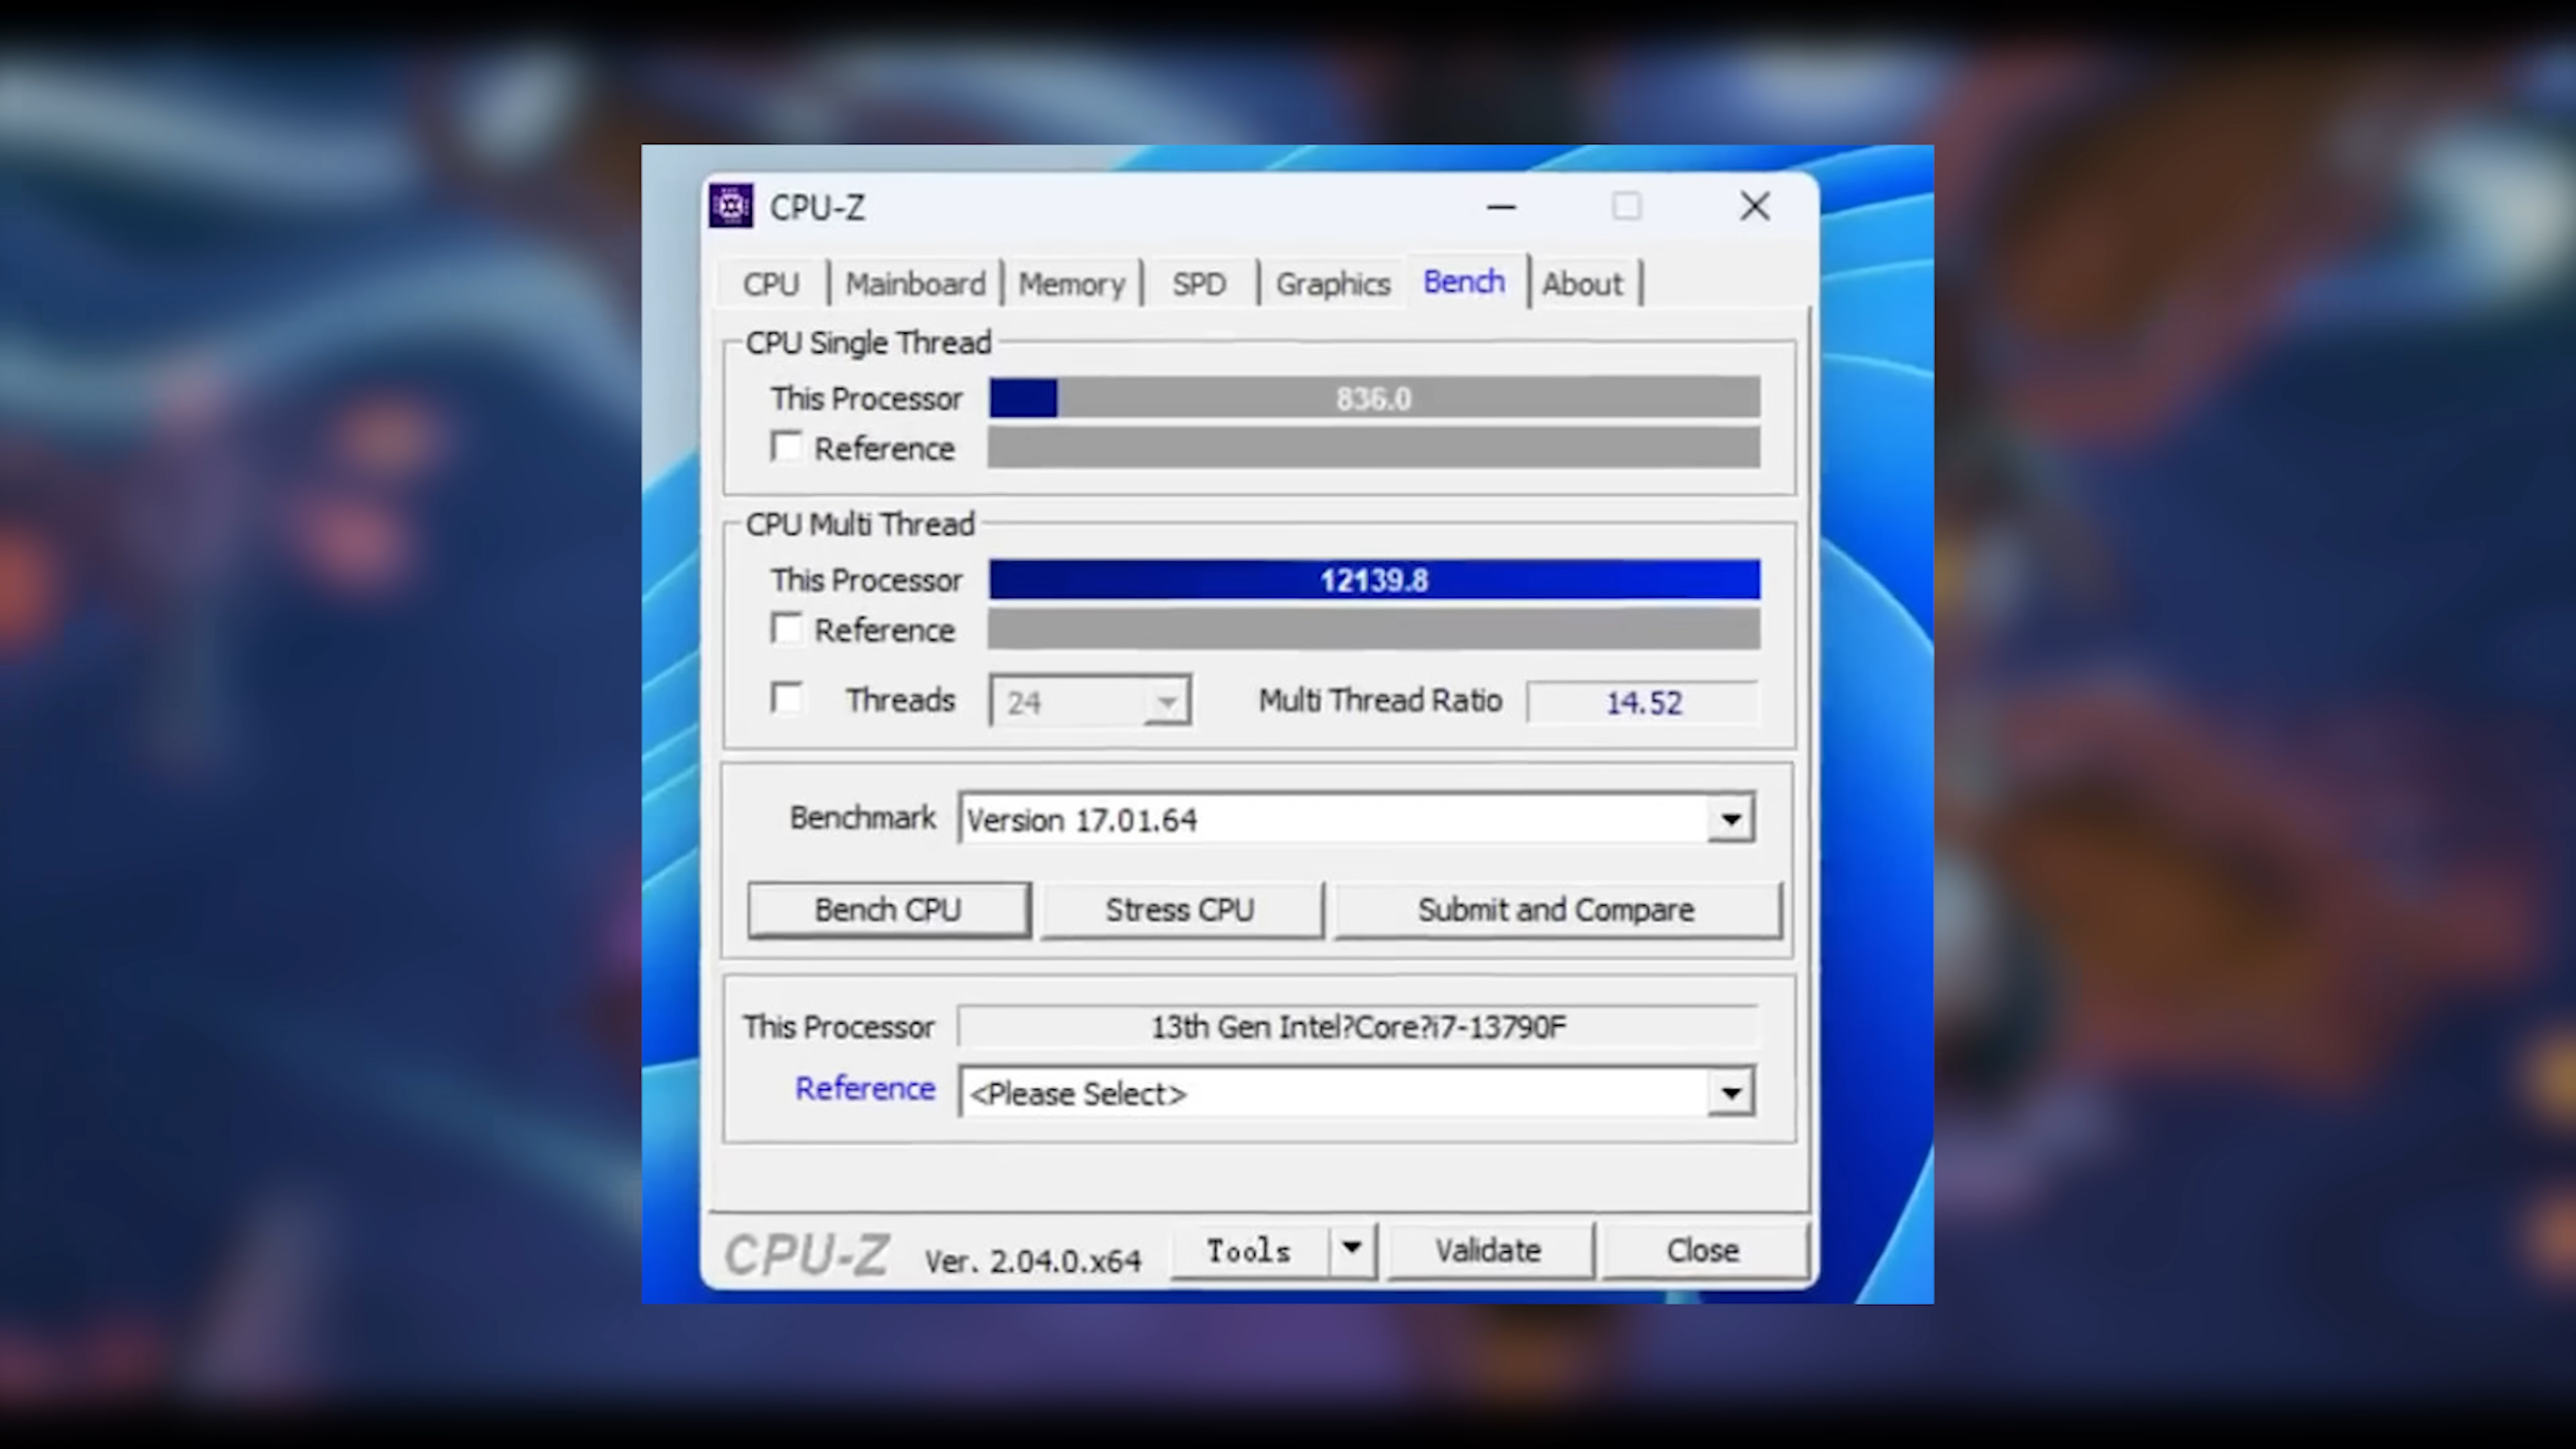 CPU-Z
CPU Mainboard Memory SPD Graphics Bench About
CPU Single Thread
This Processor 836.0
Reference
CPU Multi Thread
This Processor 12139.8
Reference
Threads 24 Multi Thread Ratio 14.52
Benchmark Version 17.01.64
Bench CPU Stress CPU Submit and Compare
This Processor 13th Gen Intel?Core?i7-13790F
Reference <Please Select>
CPU-Z Ver. 2.04.0.x64 Tools Validate Close